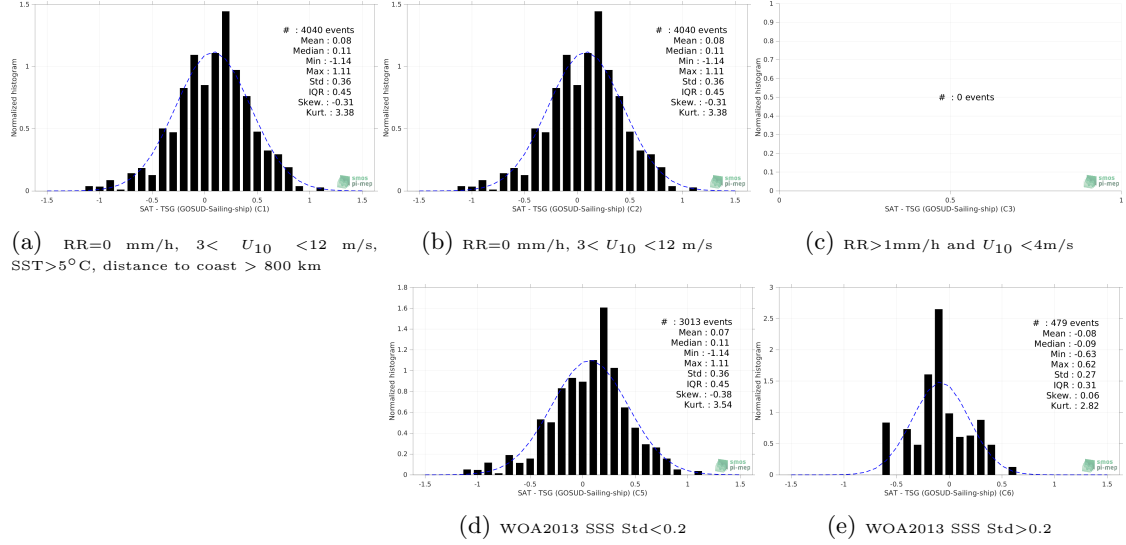 1.5
1
0.5
0
Normalized histogram
# : 4040 events
Mean : 0.08
Median : 0.11
Min : -1.14
Max : 1.11
Std : 0.36
IQR : 0.45
Skew. : -0.31
Kurt. : 3.38
smos
pi-mep
-1.5 -1 -0.5 0 0.5 1 1.5
SAT - TSG (GOSUD-Sailing-ship) (C1)
(a) RR=0 mm/h, 3< U10 <12 m/s,
SST>5°C, distance to coast > 800 km
1.5
1
0.5
0
Normalized histogram
# : 4040 events
Mean : 0.08
Median : 0.11
Min : -1.14
Max : 1.11
Std : 0.36
IQR : 0.45
Skew. : -0.31
Kurt. : 3.38
smos
pi-mep
-1.5 -1 -0.5 0 0.5 1 1.5
SAT - TSG (GOSUD-Sailing-ship) (C2)
(b) RR=0 mm/h, 3< U10 <12 m/s
1
0.9
0.8
0.7
0.6
0.5
0.4
0.3
0.2
0.1
0
Normalized histogram
# : 0 events
smos
pi-mep
0 0.5 1
SAT - TSG (GOSUD-Sailing-ship) (C3)
(c) RR>1mm/h and U10 <4m/s
1.8
1.6
1.4
1.2
1
0.8
0.6
0.4
0.2
0
Normalized histogram
# : 3013 events
Mean : 0.07
Median : 0.11
Min : -1.14
Max : 1.11
Std : 0.36
IQR : 0.45
Skew. : -0.38
Kurt. : 3.54
smos
pi-mep
-1.5 -1 -0.5 0 0.5 1 1.5
SAT - TSG (GOSUD-Sailing-ship) (C5)
(d) WOA2013 SSS Std<0.2
3
2.5
2
1.5
1
0.5
0
Normalized histogram
# : 479 events
Mean : -0.08
Median : -0.09
Min : -0.63
Max : 0.62
Std : 0.27
IQR : 0.31
Skew. : 0.06
Kurt. : 2.82
smos
pi-mep
-1.5 -1 -0.5 0 0.5 1 1.5
SAT - TSG (GOSUD-Sailing-ship) (C6)
(e) WOA2013 SSS Std>0.2